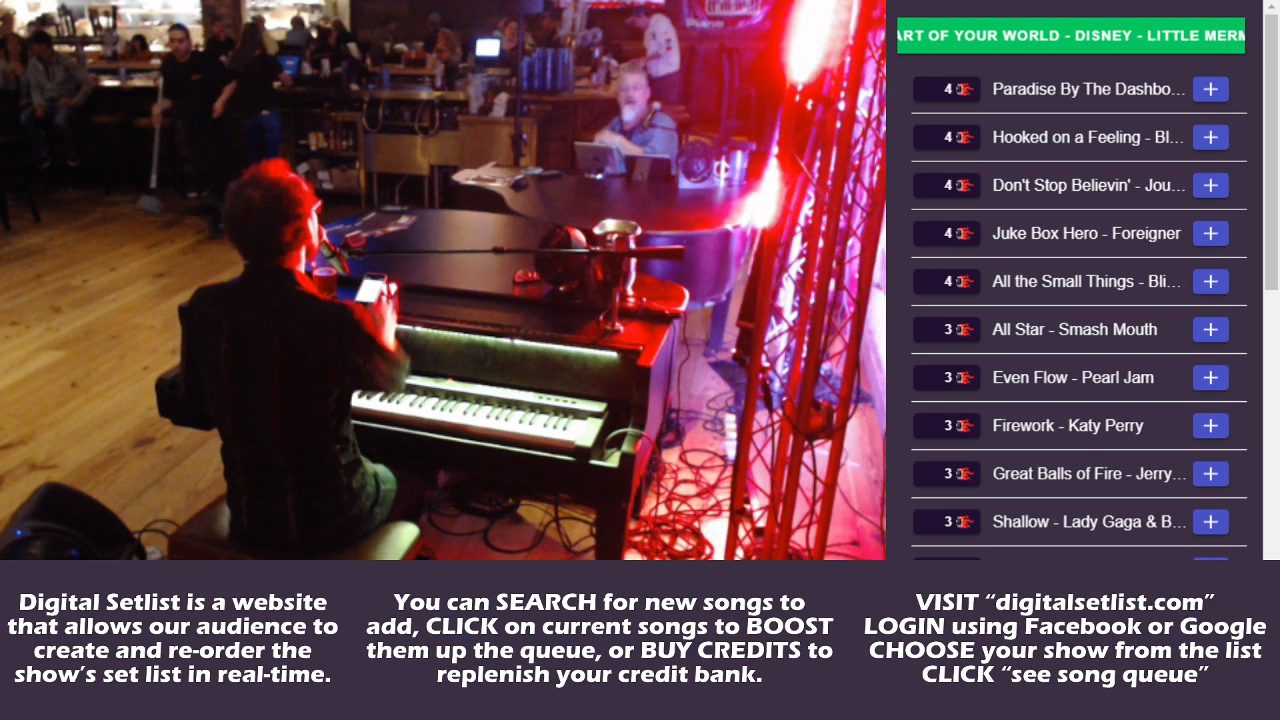 Piano
ART OF YOUR WORLD - DISNEY - LITTLE MERM
4 Paradise By The Dashbo...
4 Hooked on a Feeling - Bl...
4 Don't Stop Believin' - Jou...
4 Juke Box Hero - Foreigner
4 All the Small Things - Bli...
3 All Star - Smash Mouth
3 Even Flow - Pearl Jam
3 Firework - Katy Perry
3 Great Balls of Fire - Jerry...
3 Shallow - Lady Gaga & B...
Digital Setlist is a website
that allows our audience to
create and re-order the
show's set list in real-time.
You can SEARCH for new songs to
add, CLICK on current songs to BOOST
them up the queue, or BUY CREDITS to
replenish your credit bank.
VISIT “digitalsetlist.com”
LOGIN using Facebook or Google
CHOOSE your show from the list
CLICK “see song queue”